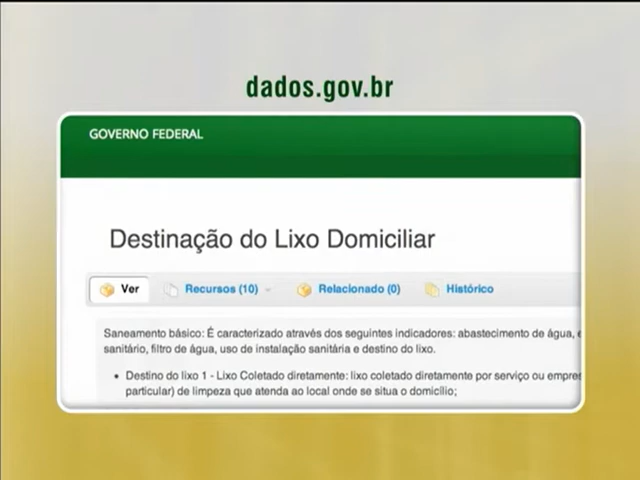 dados.gov.br
GOVERNO FEDERAL
Destinação do Lixo Domiciliar
Ver Recursos (10) Relacionado (0) Histórico
Saneamento básico: É caracterizado através dos seguintes indicadores: abastecimento de água,
sanitário, filtro de água, uso de instalação sanitária e destino do lixo.
• Destino do lixo 1 - Lixo Coletado diretamente: lixo coletado diretamente por serviço ou
particular) de limpeza que atenda ao local onde se situa o domicílio;